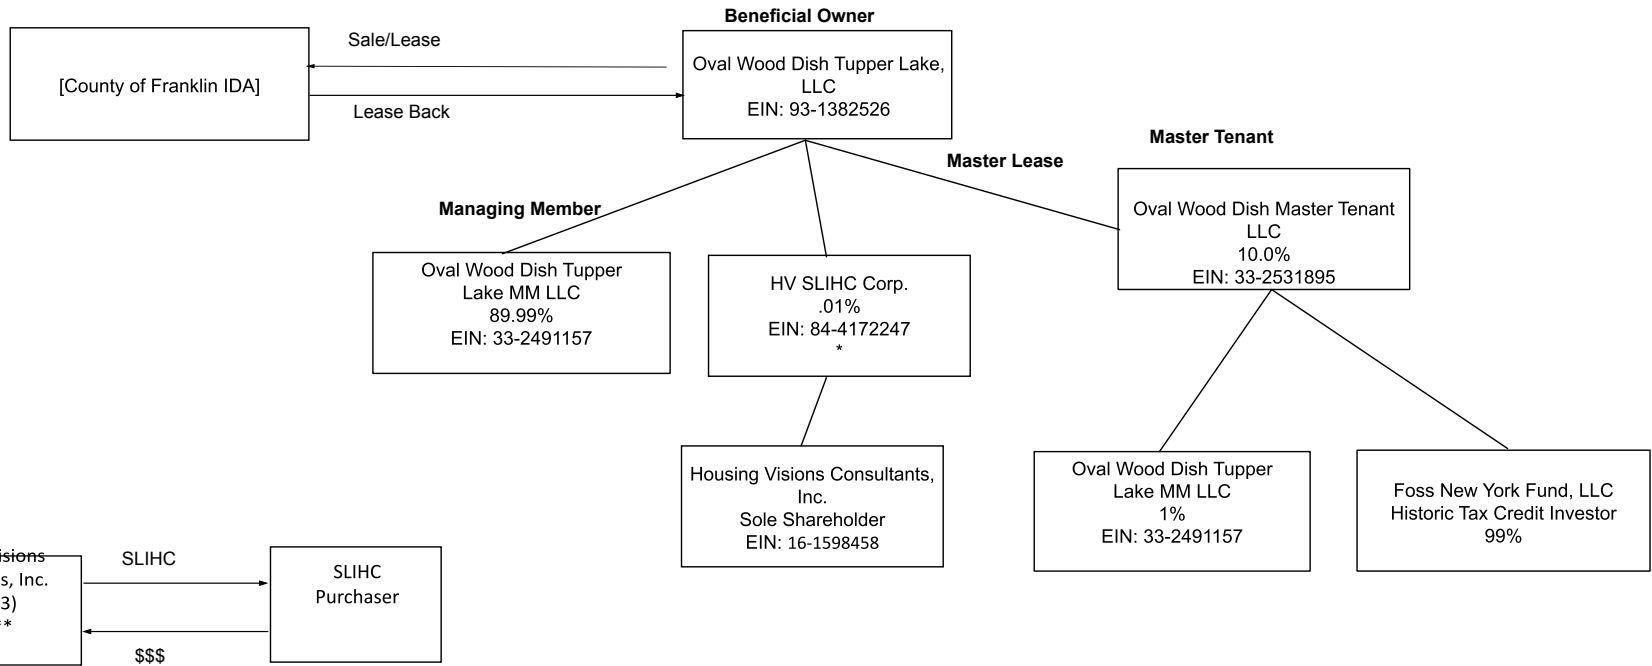 Beneficial Owner
Sale/Lease
[County of Franklin IDA]
Lease Back
Oval Wood Dish Tupper Lake,
LLC
EIN: 93-1382526
Master Tenant
Master Lease
Managing Member
Oval Wood Dish Tupper
Lake MM LLC
89.99%
EIN: 33-2491157
HV SLIHC Corp.
.01%
EIN: 84-4172247
*
Oval Wood Dish Master Tenant
LLC
10.0%
EIN: 33-2531895
Housing Visions Consultants,
Inc.
Sole Shareholder
EIN: 16-1598458
Oval Wood Dish Tupper
Lake MM LLC
1%
EIN: 33-2491157
Foss New York Fund, LLC
Historic Tax Credit Investor
99%
isions
s, Inc.
3)
**
SLIHC
$$$
SLIHC
Purchaser